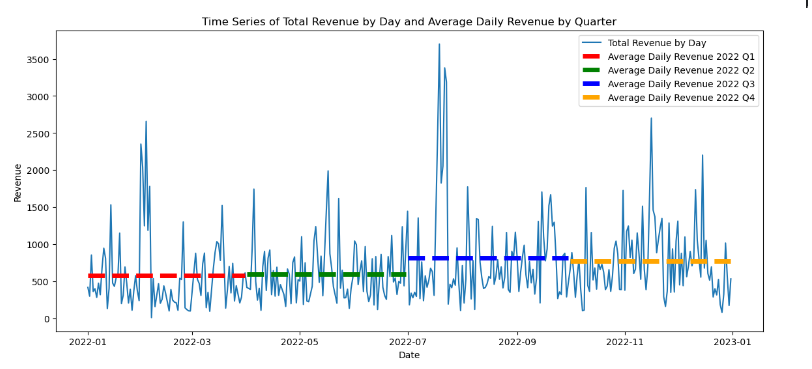 Time Series of Total Revenue by Day and Average Daily Revenue by Quarter
Total Revenue by Day
Average Daily Revenue 2022 Q1
Average Daily Revenue 2022 Q2
Average Daily Revenue 2022 Q3
Average Daily Revenue 2022 Q4
3500
3000
2500
2000
1500
1000
500
0
Revenue
2022-01 2022-03 2022-05 2022-07 2022-09 2022-11 2023-01
Date